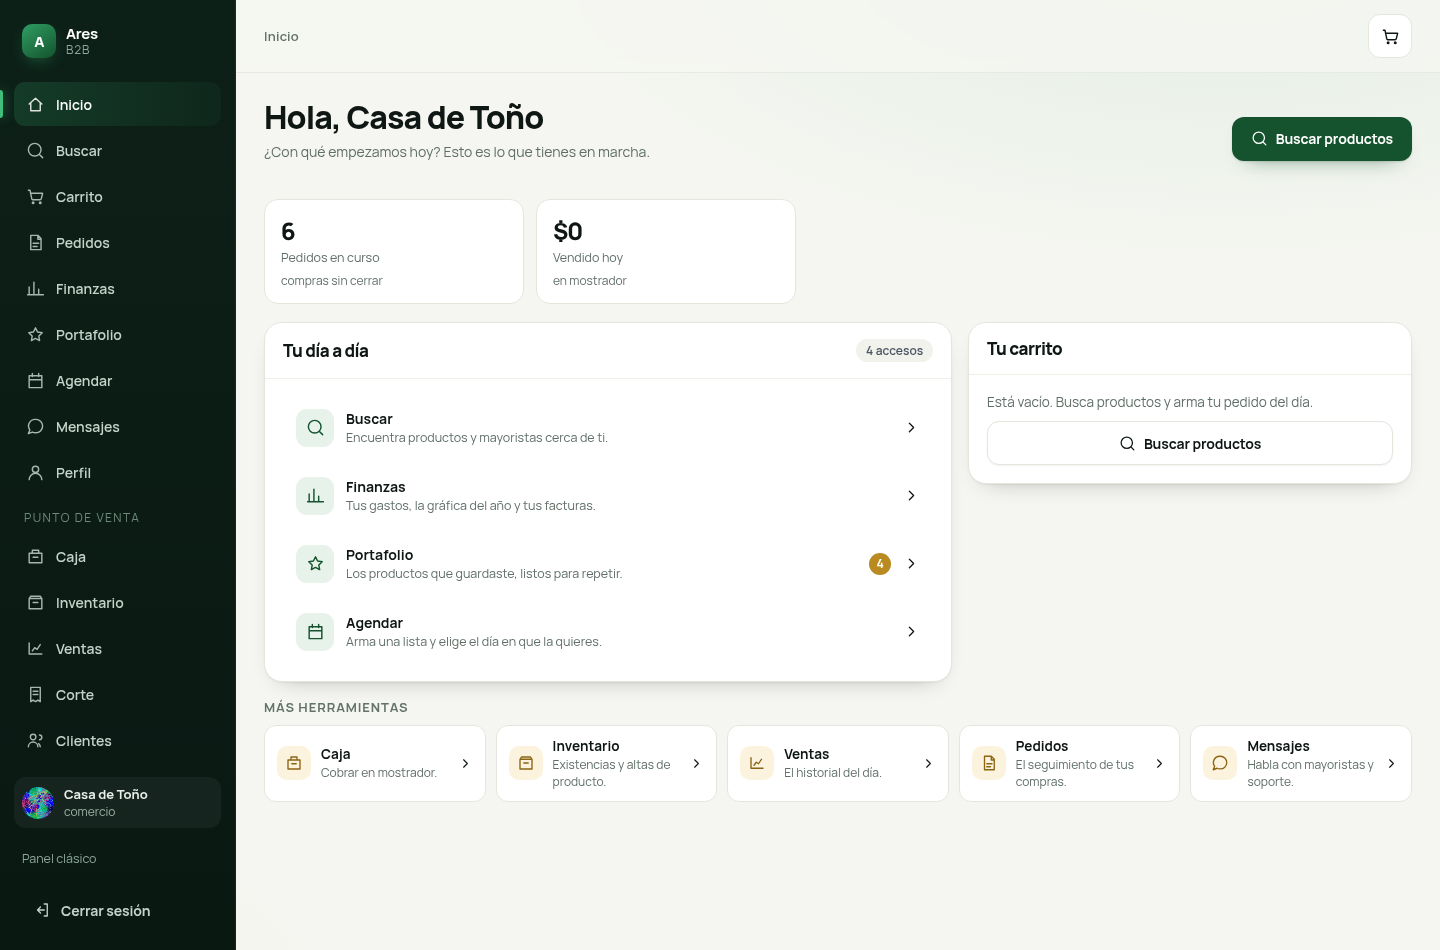 A
Ares
B2B
Inicio
Buscar
Carrito
Pedidos
Finanzas
Portafolio
Agendar
Mensajes
Perfil
PUNTO DE VENTA
Caja
Inventario
Ventas
Corte
Clientes
Casa de Toño
comercio
Panel clásico
Cerrar sesión
Inicio
Hola, Casa de Toño
¿Con qué empezamos hoy? Esto es lo que tienes en marcha.
Buscar productos
6
Pedidos en curso
compras sin cerrar
$0
Vendido hoy
en mostrador
Tu día a día
4 accesos
Buscar
Encuentra productos y mayoristas cerca de ti.
Finanzas
Tus gastos, la gráfica del año y tus facturas.
Portafolio
Los productos que guardaste, listos para repetir.
4
Agendar
Arma una lista y elige el día en que la quieres.
Tu carrito
Está vacío. Busca productos y arma tu pedido del día.
Buscar productos
MÁS HERRAMIENTAS
Caja
Cobrar en mostrador.
Inventario
Existencias y altas de
producto.
Ventas
El historial del día.
Pedidos
El seguimiento de tus
compras.
Mensajes
Habla con mayoristas y
soporte.